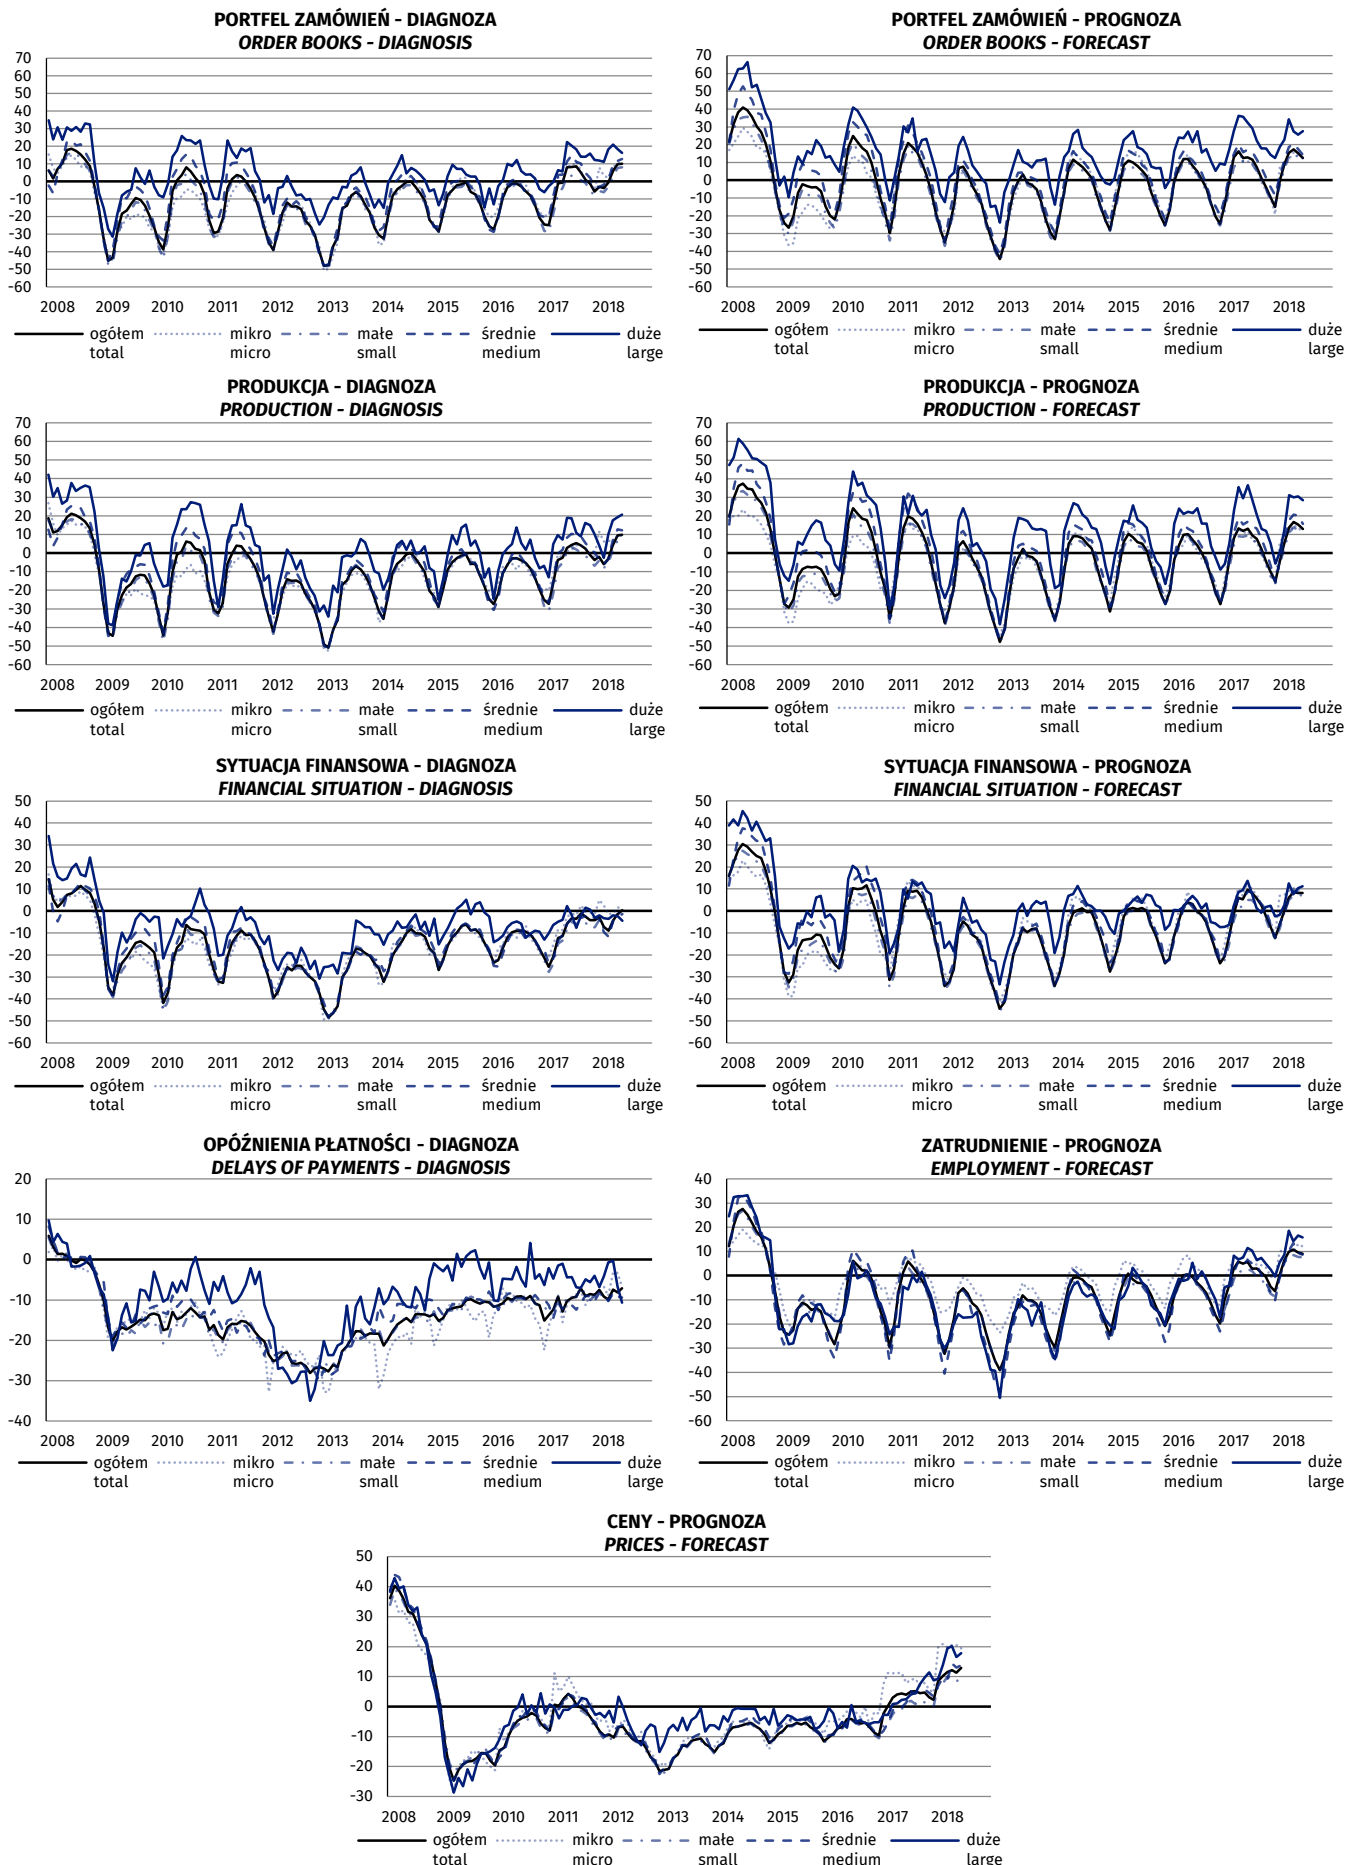 PORTFEL ZAMÓWIEŃ - DIAGNOZA
ORDER BOOKS - DIAGNOSIS
70
60
50
40
30
20
10
0
-10
-20
-30
-40
-50
-60
2008 2009 2010 2011 2012 2013 2014 2015 2016 2017 2018
ogółem mikro małe średnie duże
total micro small medium large
PORTFEL ZAMÓWIEŃ - PROGNOZA
ORDER BOOKS - FORECAST
70
60
50
40
30
20
10
0
-10
-20
-30
-40
-50
-60
2008 2009 2010 2011 2012 2013 2014 2015 2016 2017 2018
ogółem mikro małe średnie duże
total micro small medium large
PRODUKCJA - DIAGNOZA
PRODUCTION - DIAGNOSIS
70
60
50
40
30
20
10
0
-10
-20
-30
-40
-50
-60
2008 2009 2010 2011 2012 2013 2014 2015 2016 2017 2018
ogółem mikro małe średnie duże
total micro small medium large
PRODUKCJA - PROGNOZA
PRODUCTION - FORECAST
70
60
50
40
30
20
10
0
-10
-20
-30
-40
-50
-60
2008 2009 2010 2011 2012 2013 2014 2015 2016 2017 2018
ogółem mikro małe średnie duże
total micro small medium large
SYTUACJA FINANSOWA - DIAGNOZA
FINANCIAL SITUATION - DIAGNOSIS
50
40
30
20
10
0
-10
-20
-30
-40
-50
-60
2008 2009 2010 2011 2012 2013 2014 2015 2016 2017 2018
ogółem mikro małe średnie duże
total micro small medium large
SYTUACJA FINANSOWA - PROGNOZA
FINANCIAL SITUATION - FORECAST
50
40
30
20
10
0
-10
-20
-30
-40
-50
-60
2008 2009 2010 2011 2012 2013 2014 2015 2016 2017 2018
ogółem mikro małe średnie duże
total micro small medium large
OPÓŹNIENIA PŁATNOŚCI - DIAGNOZA
DELAYS OF PAYMENTS - DIAGNOSIS
20
10
0
-10
-20
-30
-40
2008 2009 2010 2011 2012 2013 2014 2015 2016 2017 2018
ogółem mikro małe średnie duże
total micro small medium large
ZATRUDNIENIE - PROGNOZA
EMPLOYMENT - FORECAST
40
30
20
10
0
-10
-20
-30
-40
-50
-60
2008 2009 2010 2011 2012 2013 2014 2015 2016 2017 2018
ogółem mikro małe średnie duże
total micro small medium large
CENY - PROGNOZA
PRICES - FORECAST
50
40
30
20
10
0
-10
-20
-30
2008 2009 2010 2011 2012 2013 2014 2015 2016 2017 2018
ogółem mikro małe średnie duże
total micro small medium large